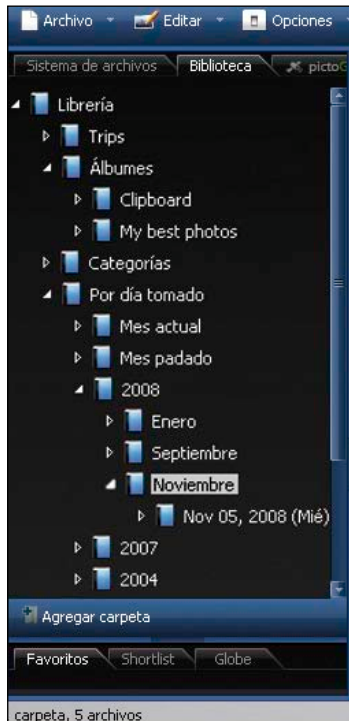 Archivo Editar Opciones
Sistema de archivos Biblioteca picto
Librería
Trips
Álbumes
Clipboard
My best photos
Categorías
Por día tomado
Mes actual
Mes padado
2008
Enero
Septiembre
Noviembre
Nov 05, 2008 (Mié)
2007
2004
Agregar carpeta
Favoritos Shortlist Globe
carpeta, 5 archivos